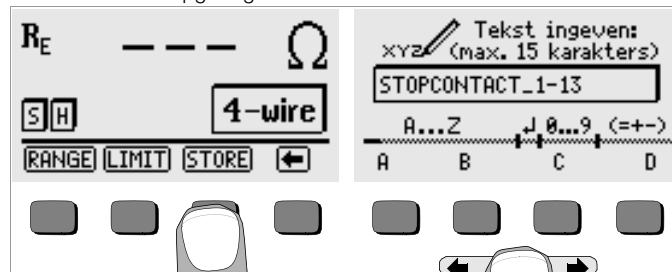 R_E _ _ _ Ω
S H 4-wire
RANGE LIMIT STORE
XYZ Tekst ingeven:
(max. 15 karakters)
STOPCONTACT_1-13
A...Z ↲ 0...9 (=+-)
A B C D